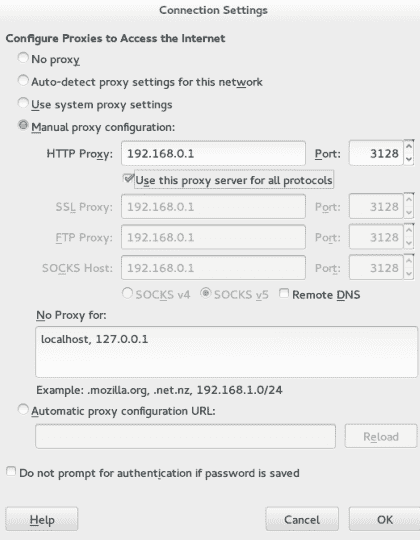 Connection Settings
Configure Proxies to Access the Internet
No proxy
Auto-detect proxy settings for this network
Use system proxy settings
Manual proxy configuration:
HTTP Proxy: 192.168.0.1 Port: 3128
Use this proxy server for all protocols
SSL Proxy: 192.168.0.1 Port: 3128
FTP Proxy: 192.168.0.1 Port: 3128
SOCKS Host: 192.168.0.1 Port: 3128
SOCKS v4 SOCKS v5 Remote DNS
No Proxy for:
localhost, 127.0.0.1
Example: .mozilla.org, .net.nz, 192.168.1.0/24
Automatic proxy configuration URL:
Reload
Do not prompt for authentication if password is saved
Help Cancel OK